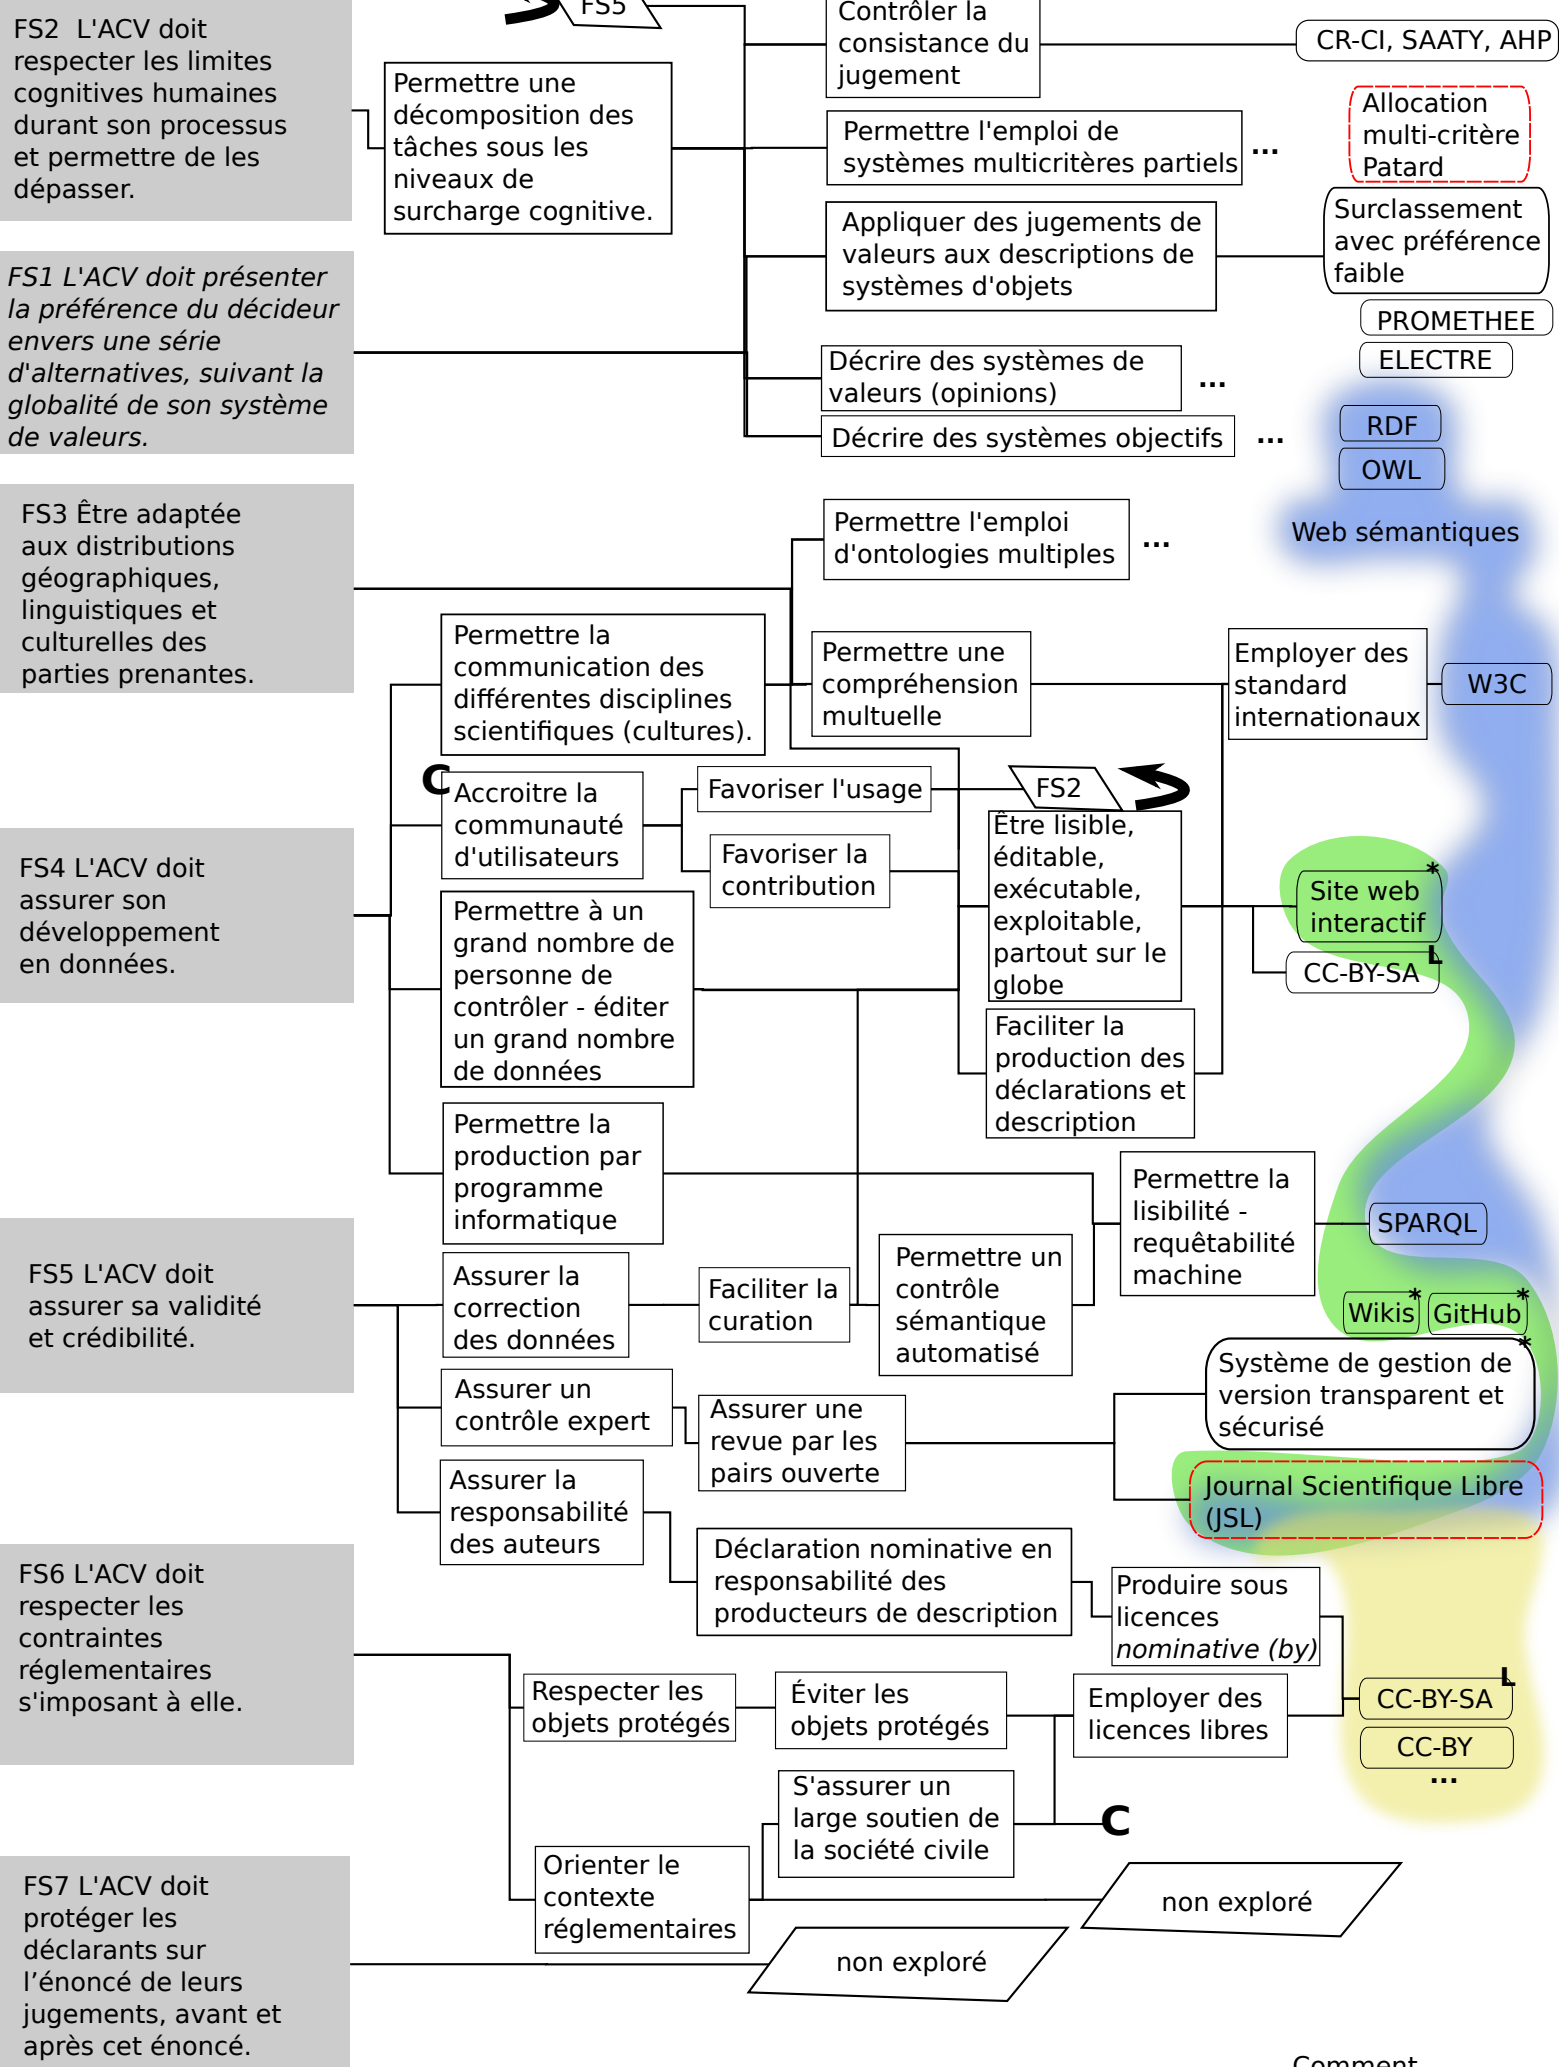 FS5
FS2  L'ACV doit
respecter les limites
cognitives humaines
durant son processus
et permettre de les
dépasser.
Permettre une
décomposition des
tâches sous les
niveaux de
surcharge cognitive.
Contrôler la
consistance du
jugement
CR-CI, SAATY, AHP
Permettre l'emploi de
systèmes multicritères partiels
...
Allocation
multi-critère
Patard
Appliquer des jugements de
valeurs aux descriptions de
systèmes d'objets
Surclassement
avec préférence
faible
PROMETHEE
ELECTRE
FS1 L'ACV doit présenter
la préférence du décideur
envers une série
d'alternatives, suivant la
globalité de son système
de valeurs.
Décrire des systèmes de
valeurs (opinions)
...
Décrire des systèmes objectifs
...
RDF
OWL
Web sémantiques
FS3 Être adaptée
aux distributions
géographiques,
linguistiques et
culturelles des
parties prenantes.
Permettre l'emploi
d'ontologies multiples
...
Permettre la
communication des
différentes disciplines
scientifiques (cultures).
Permettre une
compréhension
multuelle
Employer des
standard
internationaux
W3C
C
Accroitre la
communauté
d'utilisateurs
Favoriser l'usage
FS2
Favoriser la
contribution
Être lisible,
éditable,
exécutable,
exploitable,
partout sur le
globe
*
Site web
interactif
L
CC-BY-SA
FS4 L'ACV doit
assurer son
développement
en données.
Permettre à un
grand nombre de
personne de
contrôler - éditer
un grand nombre
de données
Faciliter la
production des
déclarations et
description
Permettre la
production par
programme
informatique
Permettre la
lisibilité -
requêtabilité
machine
SPARQL
FS5 L'ACV doit
assurer sa validité
et crédibilité.
Assurer la
correction
des données
Faciliter la
curation
Permettre un
contrôle
sémantique
automatisé
Wikis*
GitHub*
*
Système de gestion de
version transparent et
sécurisé
Assurer un
contrôle expert
Assurer une
revue par les
pairs ouverte
Journal Scientifique Libre
(JSL)
Assurer la
responsabilité
des auteurs
Déclaration nominative en
responsabilité des
producteurs de description
Produire sous
licences
nominative (by)
FS6 L'ACV doit
respecter les
contraintes
réglementaires
s'imposant à elle.
Respecter les
objets protégés
Éviter les
objets protégés
Employer des
licences libres
L
CC-BY-SA
CC-BY
...
S'assurer un
large soutien de
la société civile
C
Orienter le
contexte
réglementaires
non exploré
FS7 L'ACV doit
protéger les
déclarants sur
l’énoncé de leurs
jugements, avant et
après cet énoncé.
non exploré
Comment